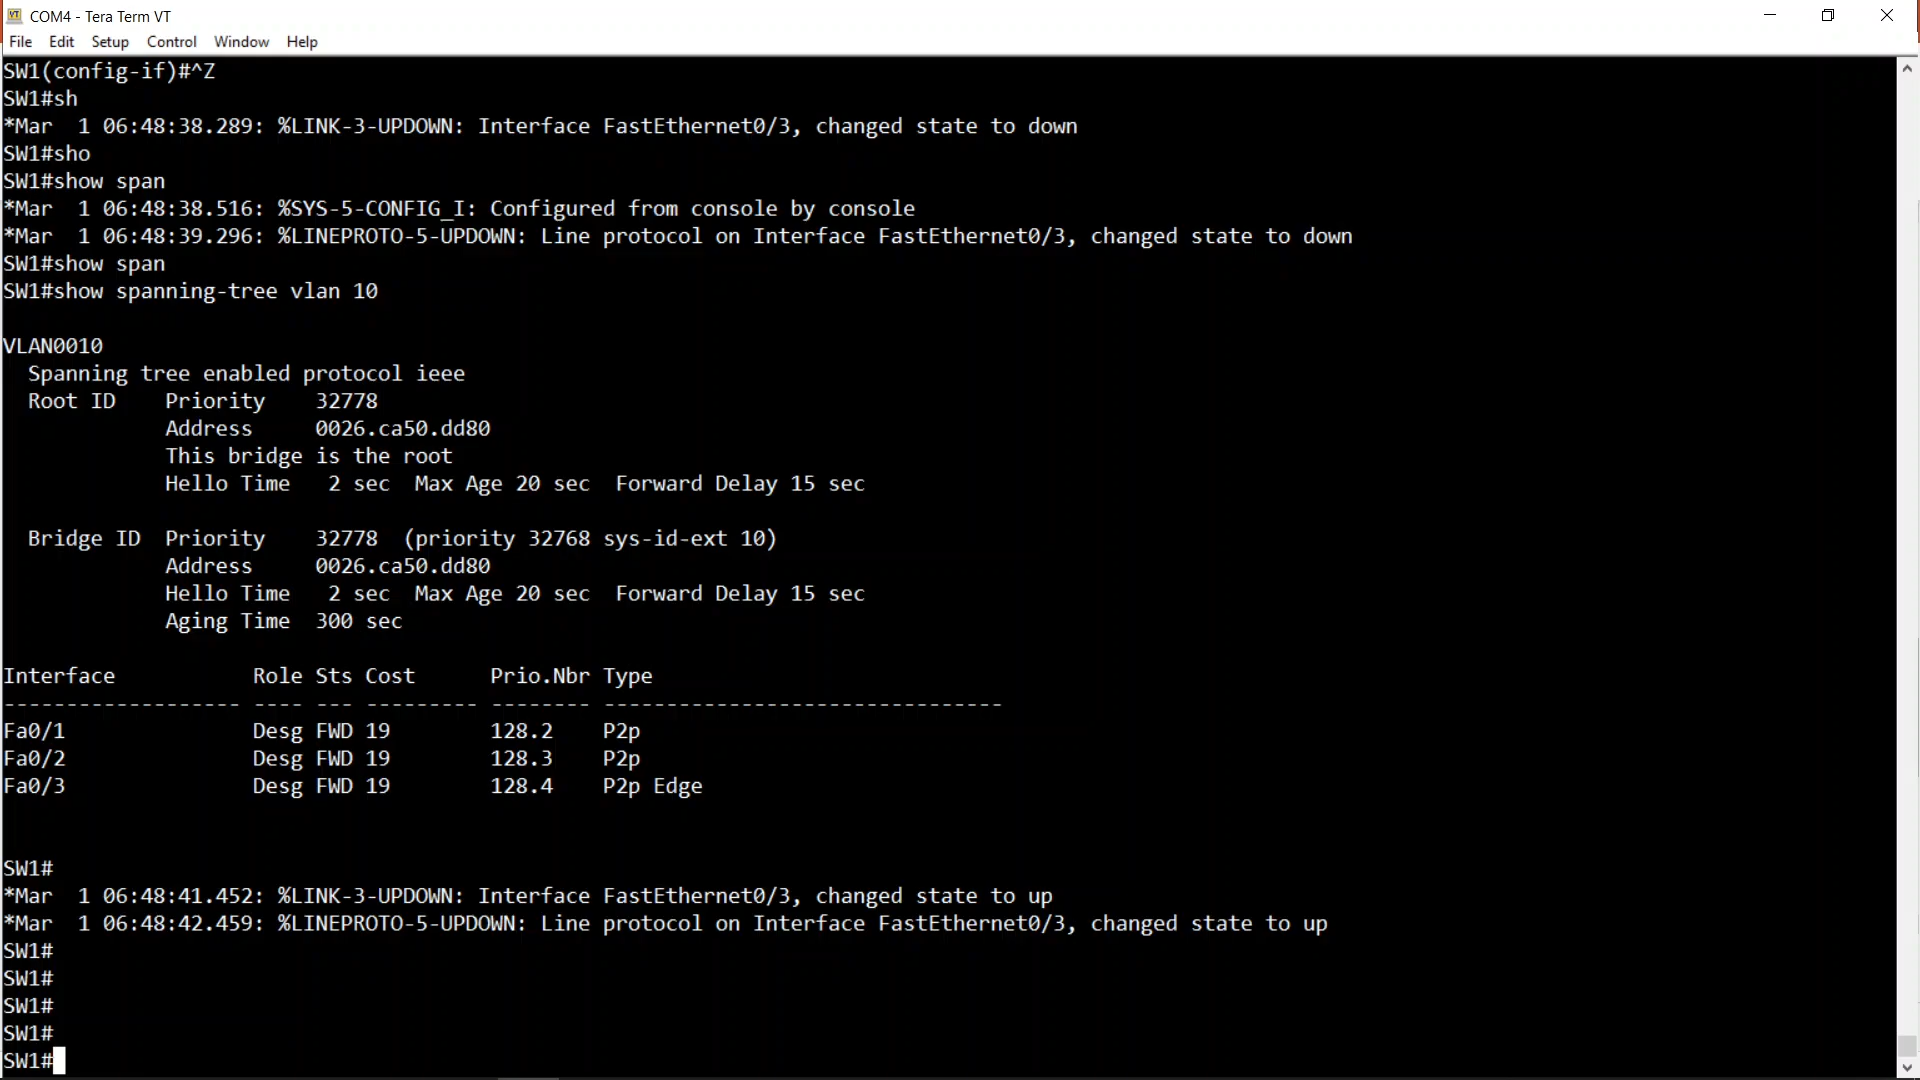 COM4 - Tera Term VT
File Edit Setup Control Window Help
SW1(config-if)#^Z
SW1#sh
*Mar  1 06:48:38.289: %LINK-3-UPDOWN: Interface FastEthernet0/3, changed state to down
SW1#sho
SW1#show span
*Mar  1 06:48:38.516: %SYS-5-CONFIG_I: Configured from console by console
*Mar  1 06:48:39.296: %LINEPROTO-5-UPDOWN: Line protocol on Interface FastEthernet0/3, changed state to down
SW1#show span
SW1#show spanning-tree vlan 10
VLAN0010
  Spanning tree enabled protocol ieee
  Root ID    Priority    32778
             Address     0026.ca50.dd80
             This bridge is the root
             Hello Time   2 sec  Max Age 20 sec  Forward Delay 15 sec
  Bridge ID  Priority    32778  (priority 32768 sys-id-ext 10)
             Address     0026.ca50.dd80
             Hello Time   2 sec  Max Age 20 sec  Forward Delay 15 sec
             Aging Time  300 sec
Interface           Role Sts Cost      Prio.Nbr Type
------------------- ---- --- --------- -------- --------------------------------
Fa0/1               Desg FWD 19        128.2    P2p
Fa0/2               Desg FWD 19        128.3    P2p
Fa0/3               Desg FWD 19        128.4    P2p Edge
SW1#
*Mar  1 06:48:41.452: %LINK-3-UPDOWN: Interface FastEthernet0/3, changed state to up
*Mar  1 06:48:42.459: %LINEPROTO-5-UPDOWN: Line protocol on Interface FastEthernet0/3, changed state to up
SW1#
SW1#
SW1#
SW1#
SW1#